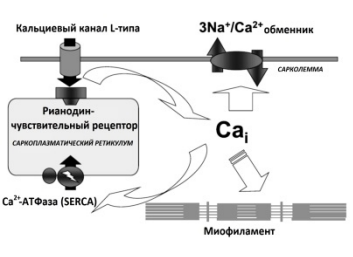 Кальциевый канал L-типа
3Na⁺/Ca²⁺ обменник
САРКОЛЕММА
Рианодин-
чувствительный рецептор
САРКОПЛАЗМАТИЧЕСКИЙ РЕТИКУЛУМ
Caᵢ
Ca²⁻АТФаза (SERCA)
Миофиламент